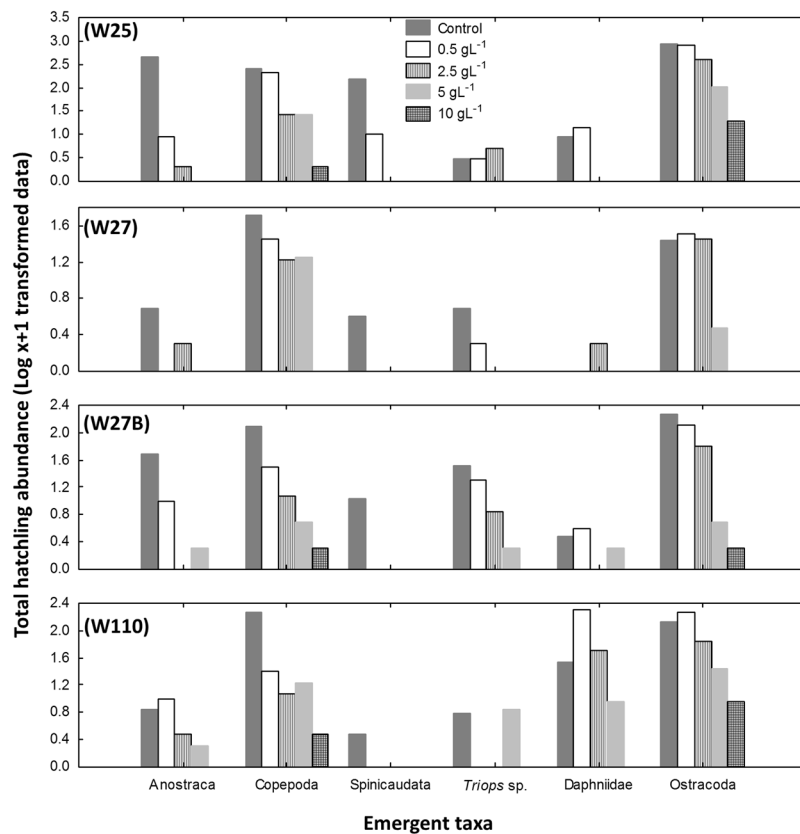 Total hatchling abundance (Log x+1 transformed data)
(W25)
3.5
3.0
2.5
2.0
1.5
1.0
0.5
0.0
Control
0.5 gL⁻¹
2.5 gL⁻¹
5 gL⁻¹
10 gL⁻¹
(W27)
1.6
1.2
0.8
0.4
0.0
(W27B)
2.4
2.0
1.6
1.2
0.8
0.4
0.0
(W110)
2.4
2.0
1.6
1.2
0.8
0.4
0.0
Anostraca Copepoda Spinicaudata Triops sp. Daphniidae Ostracoda
Emergent taxa